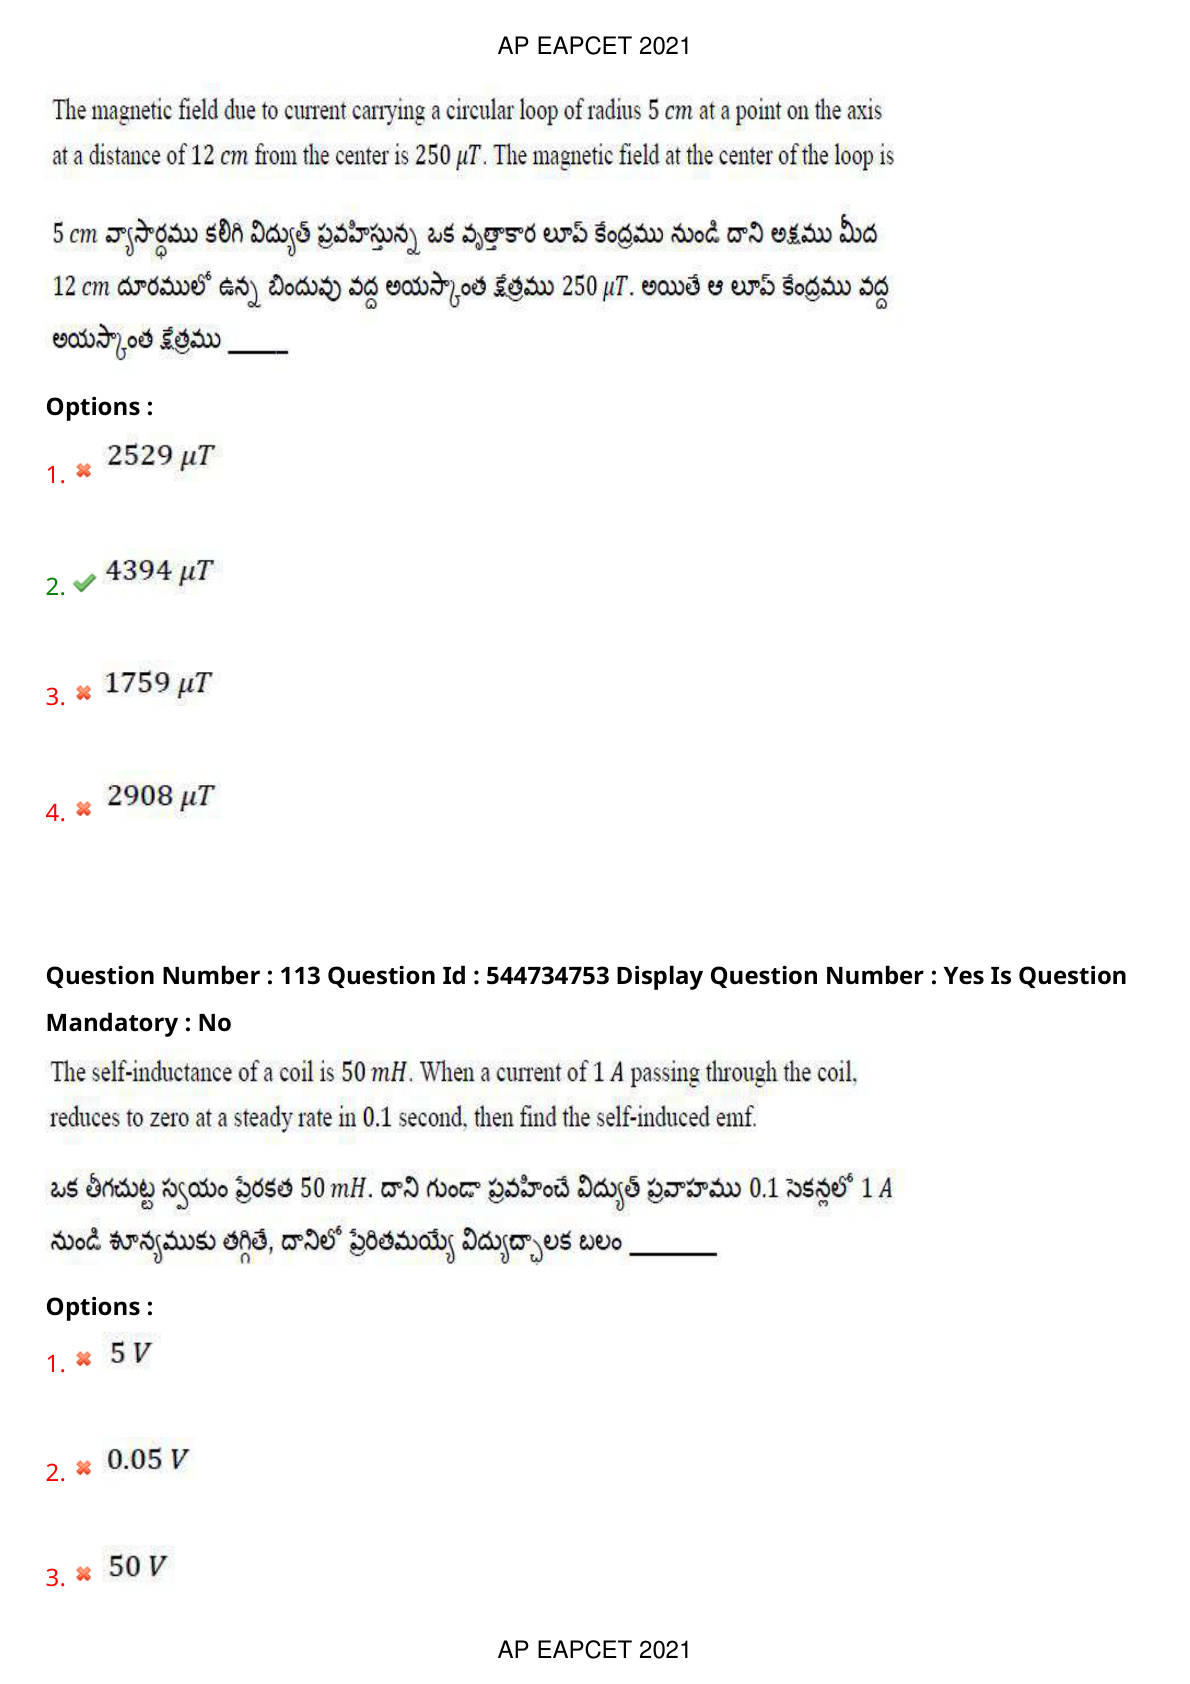 AP EAPCET 2021
The magnetic field due to current carrying a circular loop of radius 5 cm at a point on the axis
at a distance of 12 cm from the center is 250 μT. The magnetic field at the center of the loop is
5 cm వ్యాసార్ధము కలిగి విద్యుత్ ప్రవహిస్తున్న ఒక వృత్తాకార లూప్ కేంద్రము నుండి దాని అక్షము మీద
12 cm దూరములో ఉన్న బిందువు వద్ద అయస్కాంత క్షేత్రము 250 μT. అయితే ఆ లూప్ కేంద్రము వద్ద
అయస్కాంత క్షేత్రము _____
Options :
1. 2529 μT
2. 4394 μT
3. 1759 μT
4. 2908 μT
Question Number : 113 Question Id : 544734753 Display Question Number : Yes Is Question
Mandatory : No
The self-inductance of a coil is 50 mH. When a current of 1 A passing through the coil,
reduces to zero at a steady rate in 0.1 second, then find the self-induced emf.
ఒక తీగచుట్ట స్వయం ప్రేరకత 50 mH. దాని గుండా ప్రవహించే విద్యుత్ ప్రవాహము 0.1 సెకన్లలో 1 A
నుండి శూన్యముకు తగ్గితే, దానిలో ప్రేరితమయ్యే విద్యుచ్ఛాలక బలం _______
Options :
1. 5 V
2. 0.05 V
3. 50 V
AP EAPCET 2021